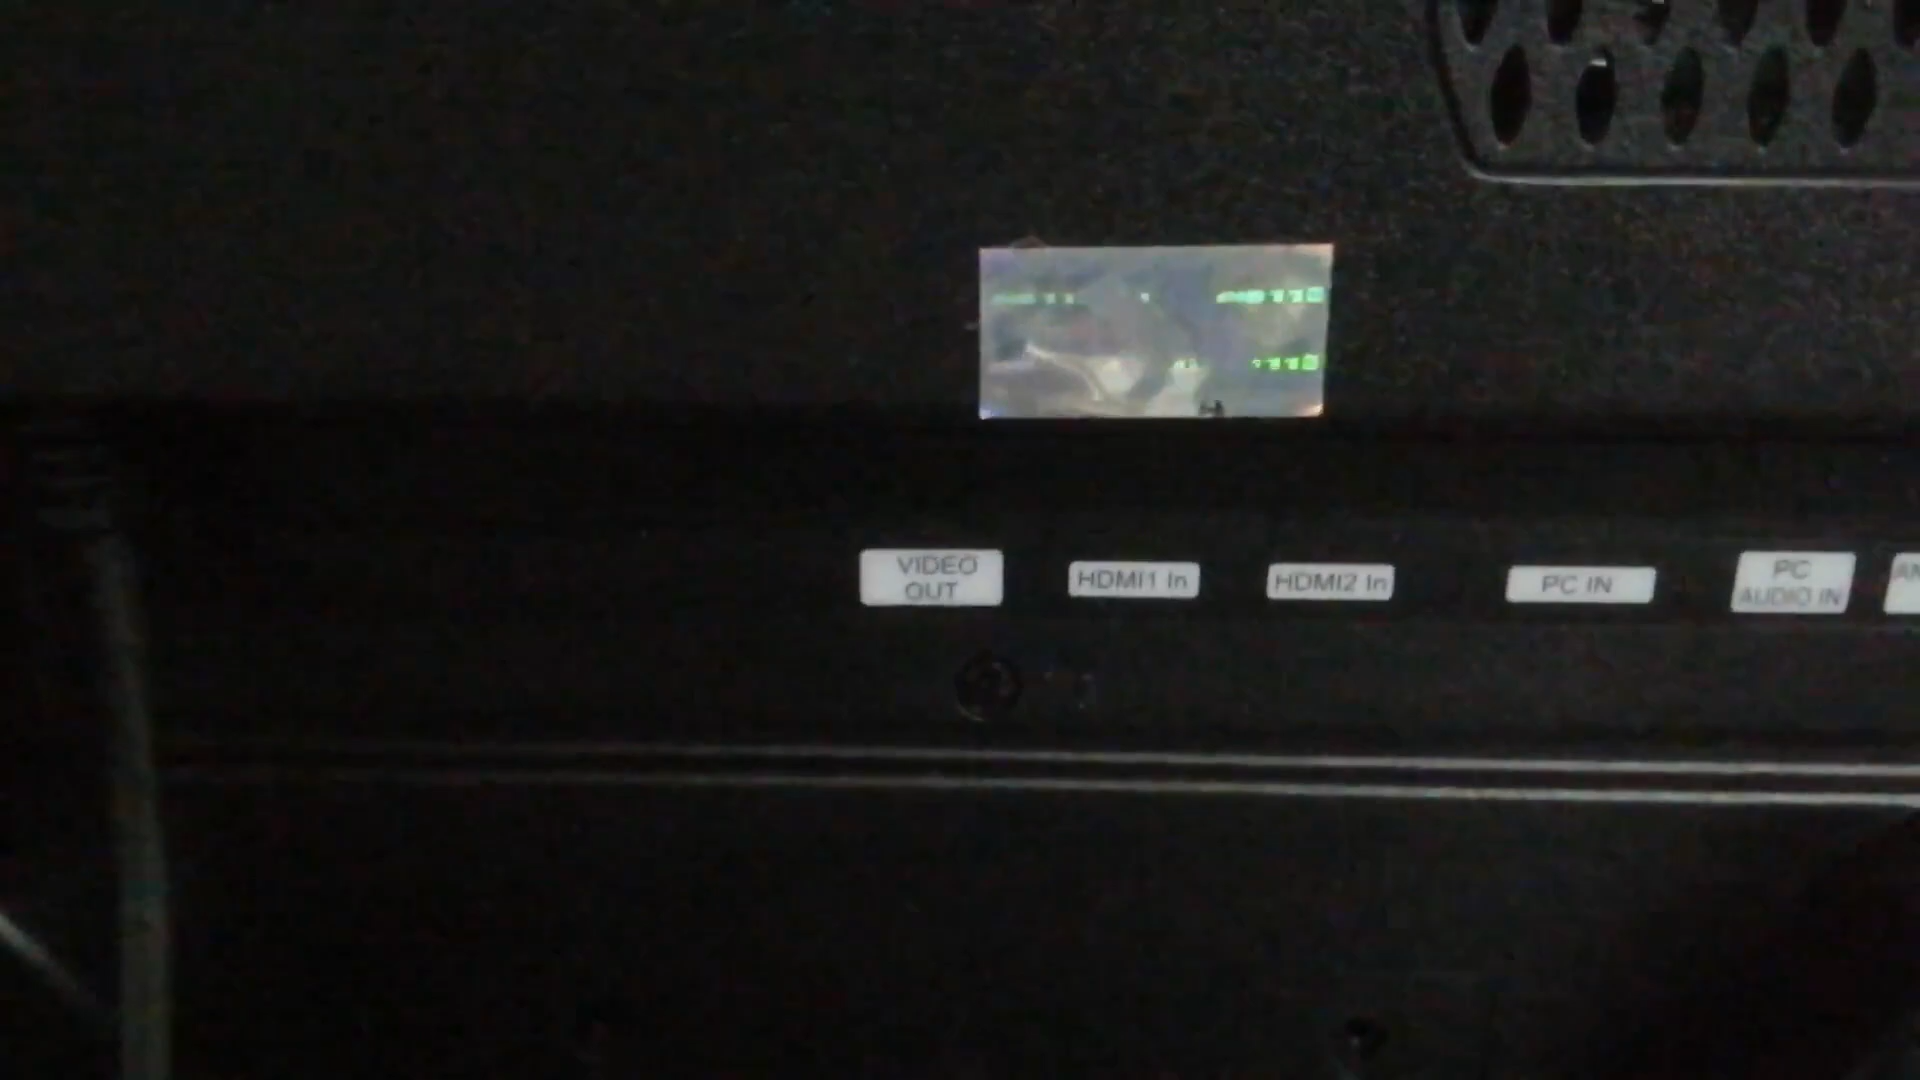 VIDEO
OUT
HDMI1 In
HDMI2 In
PC IN
PC
AUDIO IN